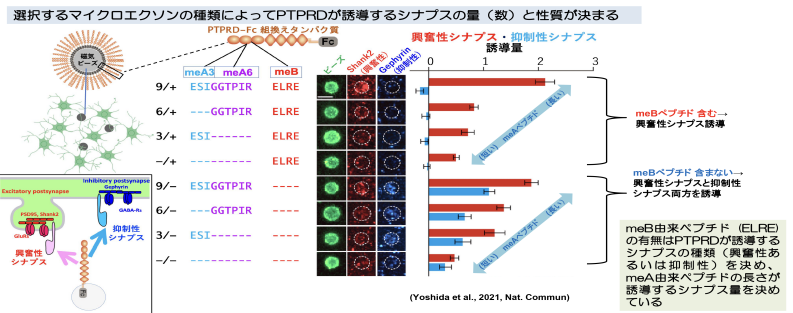 選択するマイクロエクソンの種類によってPTPRDが誘導するシナプスの量（数）と性質が決まる
PTPRD-Fc 組換えタンパク質
Fc
磁気
ビーズ
meA3 meA6 meB
9/+ ESIGGTPIR ELRE
6/+ ---GGTPIR ELRE
3/+ ESI------ ELRE
-/+ --------- ELRE
9/- ESIGGTPIR ----
6/- ---GGTPIR ----
3/- ESI------ ----
-/- --------- ----
ビーズ
Shank2
(興奮性)
Gephyrin
(抑制性)
興奮性シナプス・抑制性シナプス
誘導量
0 1 2 3
(短い) meAペプチド (長い)
(短い) meAペプチド (長い)
meBペプチド 含む→
興奮性シナプス誘導
meBペプチド 含まない→
興奮性シナプスと抑制性
シナプス両方を誘導
Inhibitory postsynapse
Gephyrin
Excitatory postsynapse
GABA-Rs
PSD95, Shank2
GluRs
抑制性
シナプス
興奮性
シナプス
Fc
meB由来ペプチド (ELRE)
の有無はPTPRDが誘導する
シナプスの種類（興奮性あ
るいは抑制性）を決め、
meA由来ペプチドの長さが
誘導するシナプス量を決め
ている
(Yoshida et al., 2021, Nat. Commun)